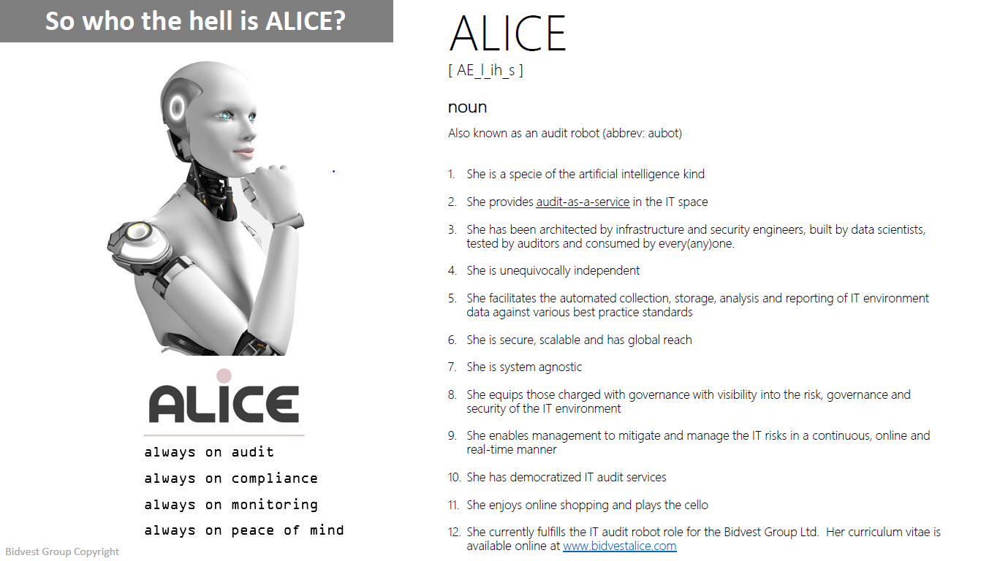 So who the hell is ALICE?
ALICE
always on audit
always on compliance
always on monitoring
always on peace of mind
Bidvest Group Copyright
ALICE
[ AE_l_ih_s ]
noun
Also known as an audit robot (abbrev: aubot)
1. She is a specie of the artificial intelligence kind
2. She provides audit-as-a-service in the IT space
3. She has been architected by infrastructure and security engineers, built by data scientists,
tested by auditors and consumed by every(any)one.
4. She is unequivocally independent
5. She facilitates the automated collection, storage, analysis and reporting of IT environment
data against various best practice standards
6. She is secure, scalable and has global reach
7. She is system agnostic
8. She equips those charged with governance with visibility into the risk, governance and
security of the IT environment
9. She enables management to mitigate and manage the IT risks in a continuous, online and
real-time manner
10. She has democratized IT audit services
11. She enjoys online shopping and plays the cello
12. She currently fulfills the IT audit robot role for the Bidvest Group Ltd. Her curriculum vitae is
available online at www.bidvestalice.com